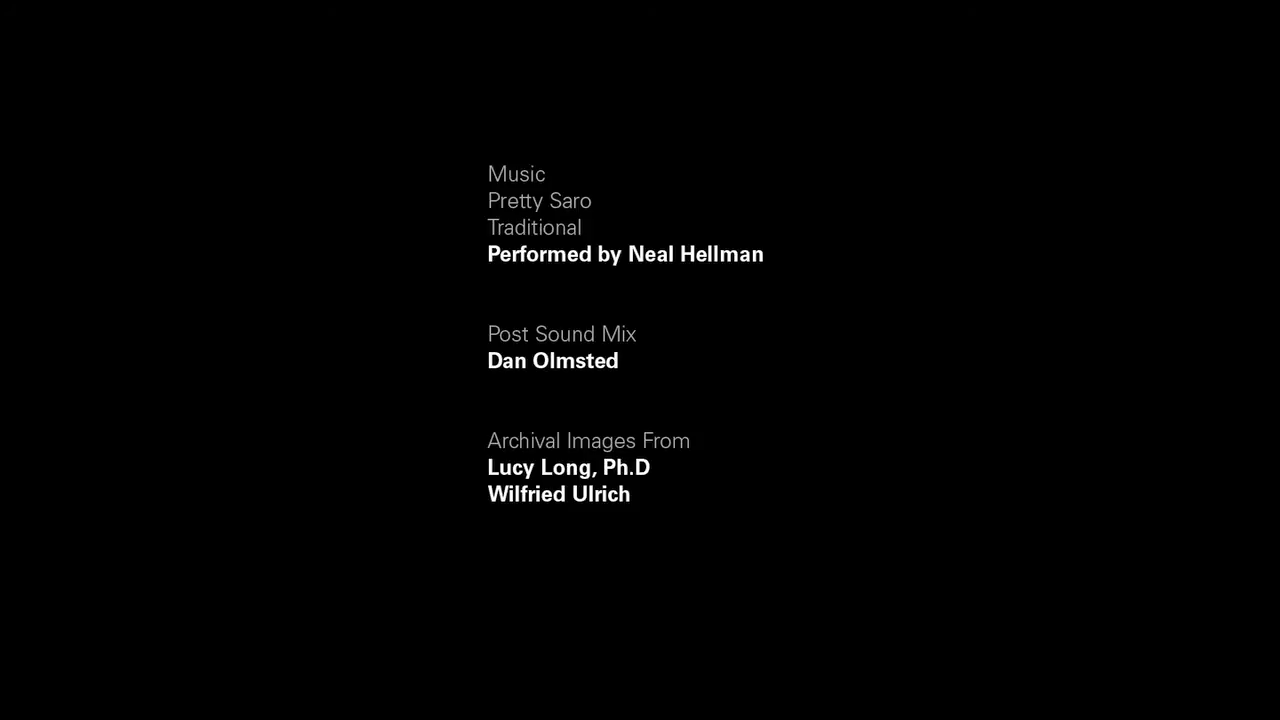 Music
Pretty Saro
Traditional
Performed by Neal Hellman
Post Sound Mix
Dan Olmsted
Archival Images From
Lucy Long, Ph.D
Wilfried Ulrich